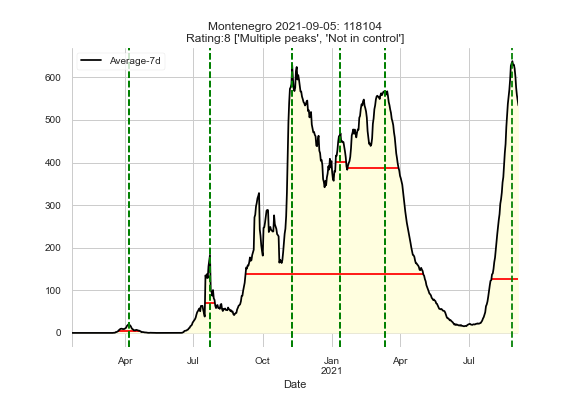 Montenegro 2021-09-05: 118104
Rating:8 ['Multiple peaks', 'Not in control']
Average-7d
600
500
400
300
200
100
0
Apr Jul Oct Jan Apr Jul
2021
Date